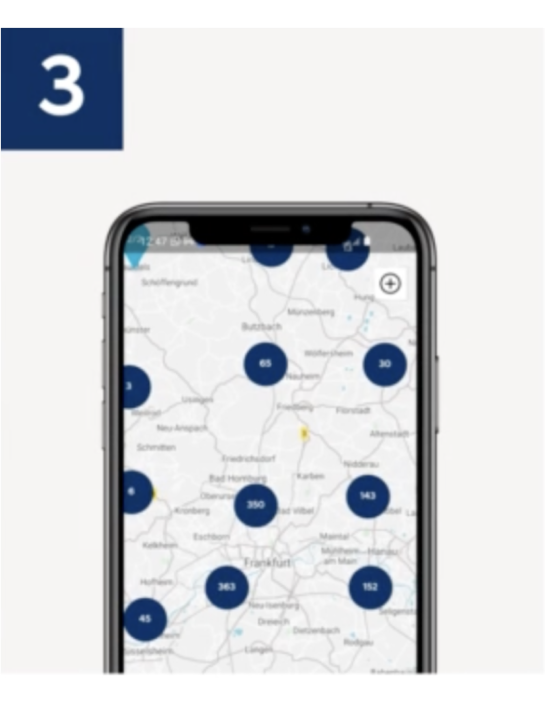 3
12:47
Schöffengrund
Hung
Münzenberg
Butzbach
65
Wölfersheim
30
Nauheim
3
Usingen
Friedberg
Florstadt
Neu-Anspach
Altenstadt
Schmitten
Friedrichsdorf
Nidderau
Bad Homburg
Karben
6
Oberursel
350
143
Kronberg
Bad Vilbel
Eschborn
Maintal
Kelkheim
Mühlheim
Hanau
am Main
Frankfurt
Hofheim
363
152
Neu-Isenburg
45
Dreieich
Dietzenbach
Rodgau
Langen